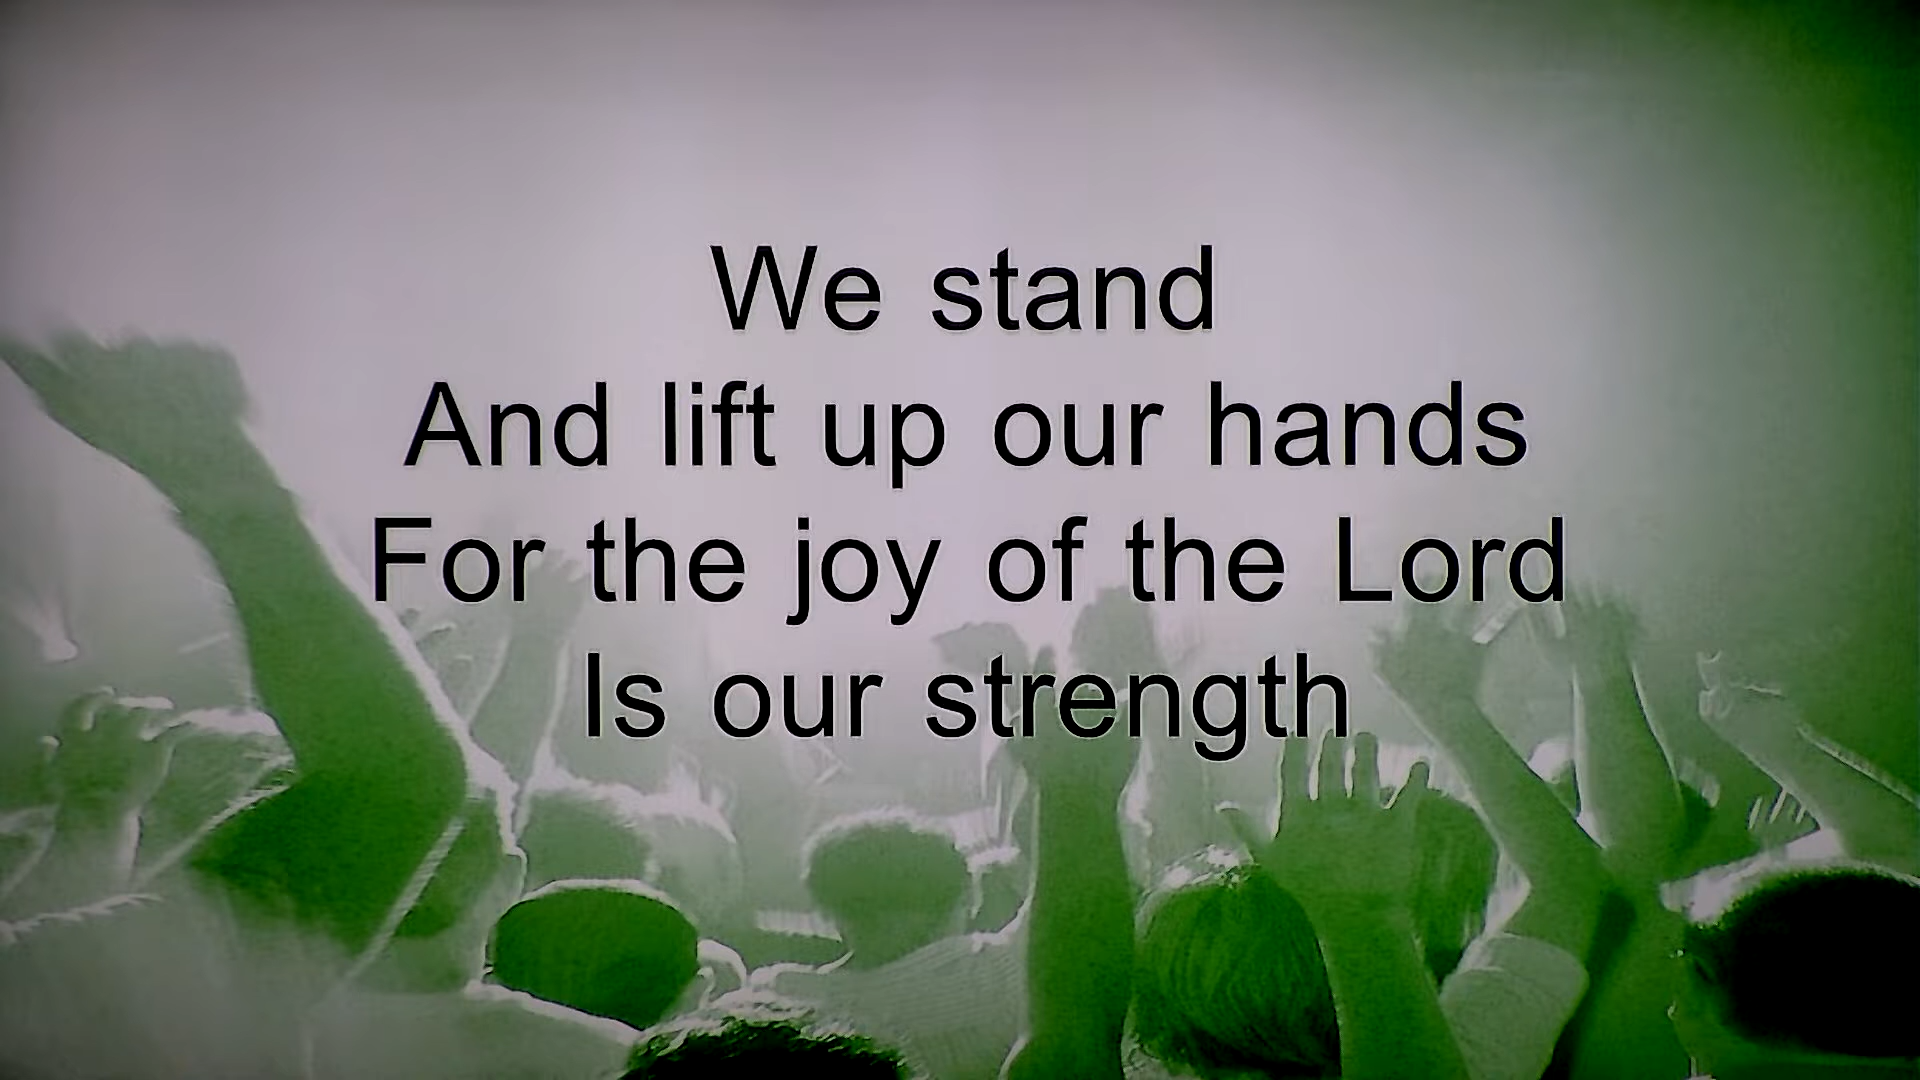 We stand
And lift up our hands
For the joy of the Lord
Is our strength